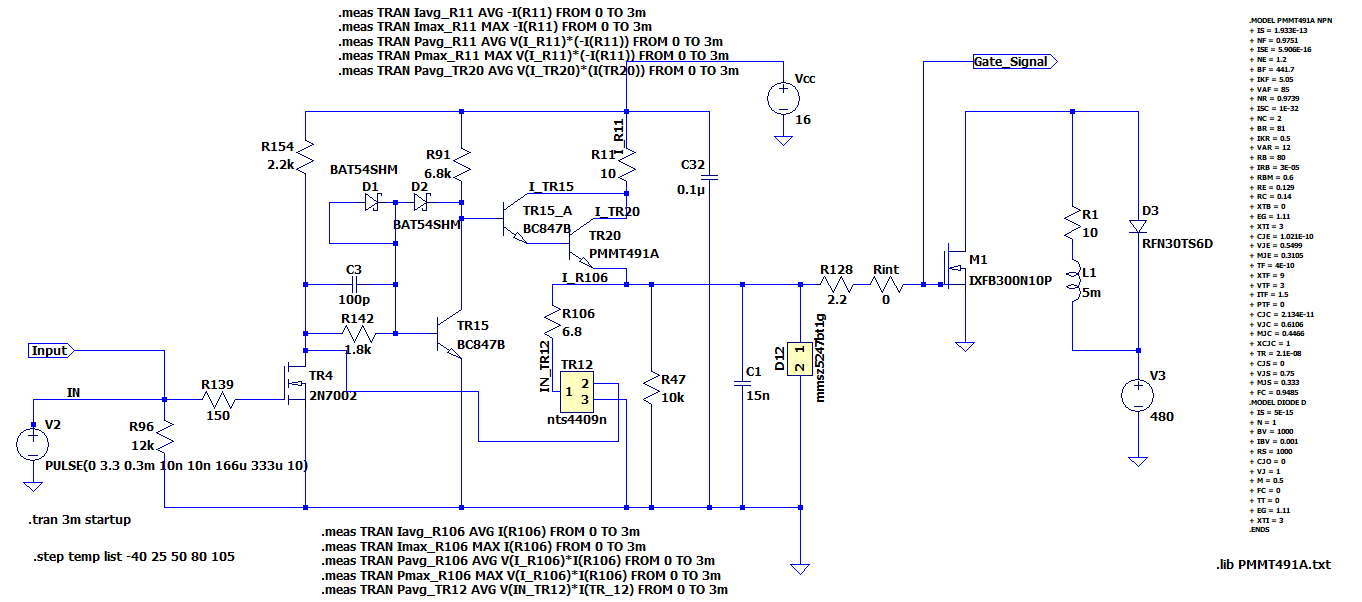 .meas TRAN Iavg_R11 AVG -I(R11) FROM 0 TO 3m
.meas TRAN Imax_R11 MAX -I(R11) FROM 0 TO 3m
.meas TRAN Pavg_R11 AVG V(I_R11)*(-I(R11)) FROM 0 TO 3m
.meas TRAN Pmax_R11 MAX V(I_R11)*(-I(R11)) FROM 0 TO 3m
.meas TRAN Pavg_TR20 AVG V(I_TR20)*(I(TR20)) FROM 0 TO 3m
Vcc
16
Gate_Signal
R154
2.2k
BAT54SHM
D1
D2
BAT54SHM
R91
6.8k
I_R11
R11
10
C32
0.1µ
I_TR15
TR15_A
BC847B
I_TR20
TR20
PMMT491A
I_R106
C3
100p
R142
1.8k
TR15
BC847B
R106
6.8
IN_TR12
TR12
1
2
3
nts4409n
R47
10k
C1
15n
D12
2 1
mmsz5247bt1g
R128
2.2
Rint
0
M1
IXFB300N10P
R1
10
L1
5m
D3
RFN30TS6D
V3
480
Input
IN
R139
150
TR4
2N7002
V2
R96
12k
PULSE(0 3.3 0.3m 10n 10n 166u 333u 10)
.tran 3m startup
.step temp list -40 25 50 80 105
.meas TRAN Iavg_R106 AVG I(R106) FROM 0 TO 3m
.meas TRAN Imax_R106 MAX I(R106) FROM 0 TO 3m
.meas TRAN Pavg_R106 AVG V(I_R106)*I(R106) FROM 0 TO 3m
.meas TRAN Pmax_R106 MAX V(I_R106)*I(R106) FROM 0 TO 3m
.meas TRAN Pavg_TR12 AVG V(IN_TR12)*I(TR_12) FROM 0 TO 3m
.MODEL PMMT491A NPN
+ IS = 1.933E-13
+ NF = 0.9751
+ ISE = 5.906E-16
+ NE = 1.2
+ BF = 441.7
+ IKF = 5.05
+ VAF = 85
+ NR = 0.9739
+ ISC = 1E-32
+ NC = 2
+ BR = 81
+ IKR = 0.5
+ VAR = 12
+ RB = 80
+ IRB = 3E-05
+ RBM = 0.6
+ RE = 0.129
+ RC = 0.14
+ XTB = 0
+ EG = 1.11
+ XTI = 3
+ CJE = 1.021E-10
+ VJE = 0.5499
+ MJE = 0.3105
+ TF = 4E-10
+ XTF = 9
+ VTF = 3
+ ITF = 1.5
+ PTF = 0
+ CJC = 2.134E-11
+ VJC = 0.6106
+ MJC = 0.4466
+ XCJC = 1
+ TR = 2.1E-08
+ CJS = 0
+ VJS = 0.75
+ MJS = 0.333
+ FC = 0.9485
.MODEL DIODE D
+ IS = 5E-15
+ N = 1
+ BV = 1000
+ IBV = 0.001
+ RS = 1000
+ CJO = 0
+ VJ = 1
+ M = 0.5
+ FC = 0
+ TT = 0
+ EG = 1.11
+ XTI = 3
.ENDS
.lib PMMT491A.txt